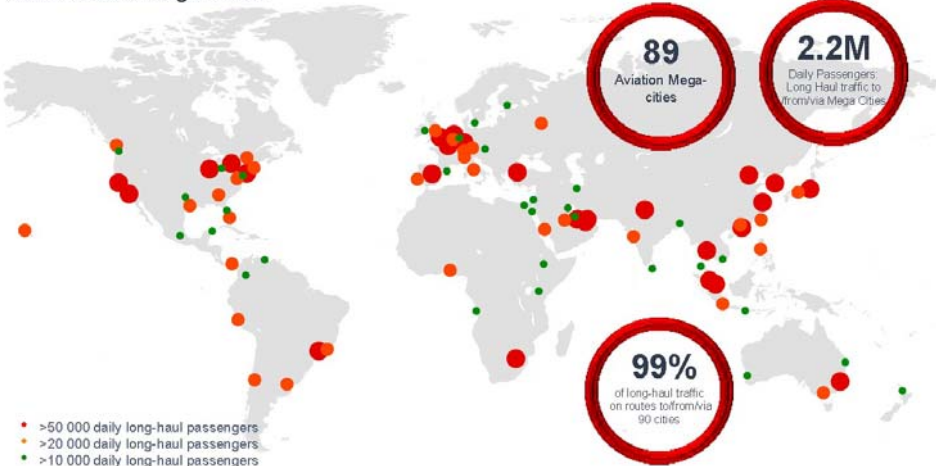 89
Aviation Mega-
cities
2.2M
Daily Passengers:
Long Haul traffic to
/from/via Mega Cities
99%
of long-haul traffic
on routes to/from/via
90 cities
>50 000 daily long-haul passengers
>20 000 daily long-haul passengers
>10 000 daily long-haul passengers